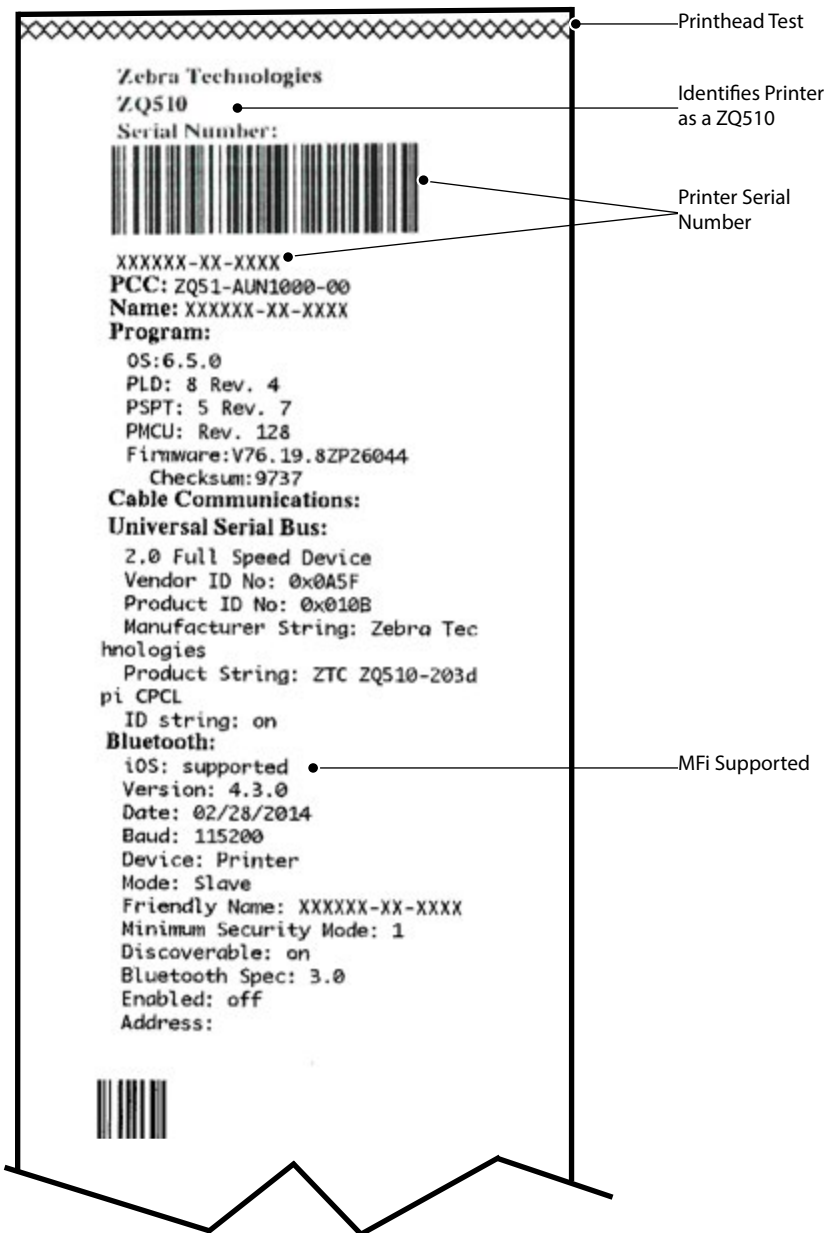 Printhead Test
Zebra Technologies
ZQ510
Identifies Printer
as a ZQ510
Serial Number:
Printer Serial
Number
XXXXXX-XX-XXXX
PCC: ZQ51-AUN1000-00
Name: XXXXXX-XX-XXXX
Program:
OS:6.5.0
PLD: 8 Rev. 4
PSPT: 5 Rev. 7
PMCU: Rev. 128
Firmware:V76.19.8ZP26044
Checksum:9737
Cable Communications:
Universal Serial Bus:
2.0 Full Speed Device
Vendor ID No: 0x0A5F
Product ID No: 0x010B
Manufacturer String: Zebra Tec
hnologies
Product String: ZTC ZQ510-203d
pi CPCL
ID string: on
Bluetooth:
iOS: supported
MFi Supported
Version: 4.3.0
Date: 02/28/2014
Baud: 115200
Device: Printer
Mode: Slave
Friendly Name: XXXXXX-XX-XXXX
Minimum Security Mode: 1
Discoverable: on
Bluetooth Spec: 3.0
Enabled: off
Address: